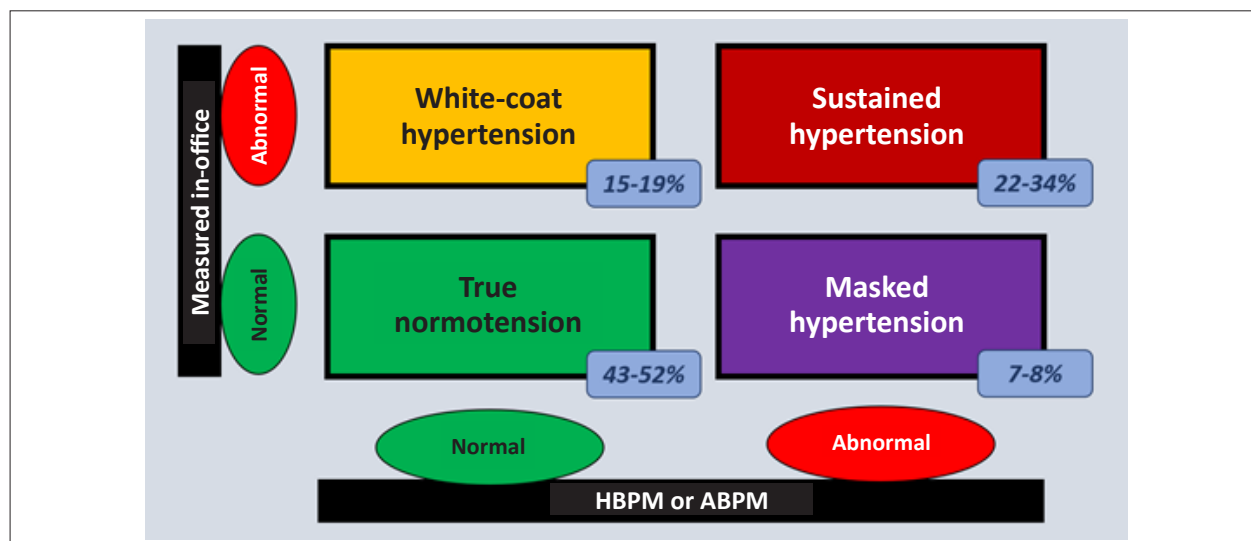 Measured in-office
Abnormal
White-coat
hypertension
15-19%
Sustained
hypertension
22-34%
Normal
True
normotension
43-52%
Masked
hypertension
7-8%
Normal
Abnormal
HBPM or ABPM